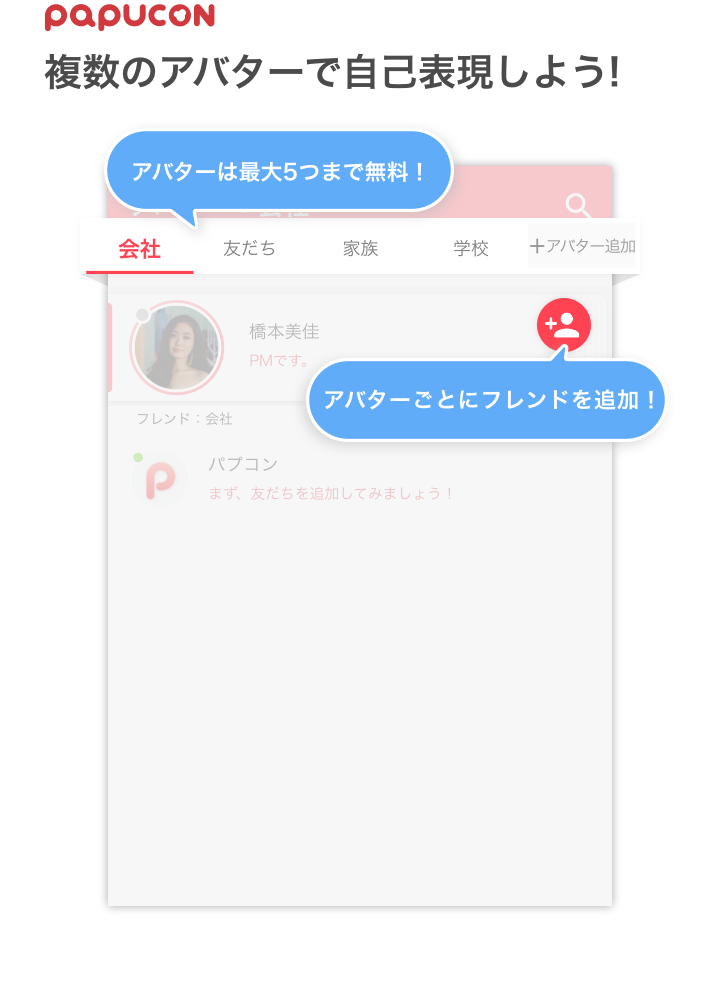 papucon
複数のアバターで自己表現しよう!
アバターは最大5つまで無料！
会社
友だち
家族
学校
+アバター追加
橋本美佳
PMです。
アバターごとにフレンドを追加！
フレンド：会社
パプコン
まず、友だちを追加してみましょう！